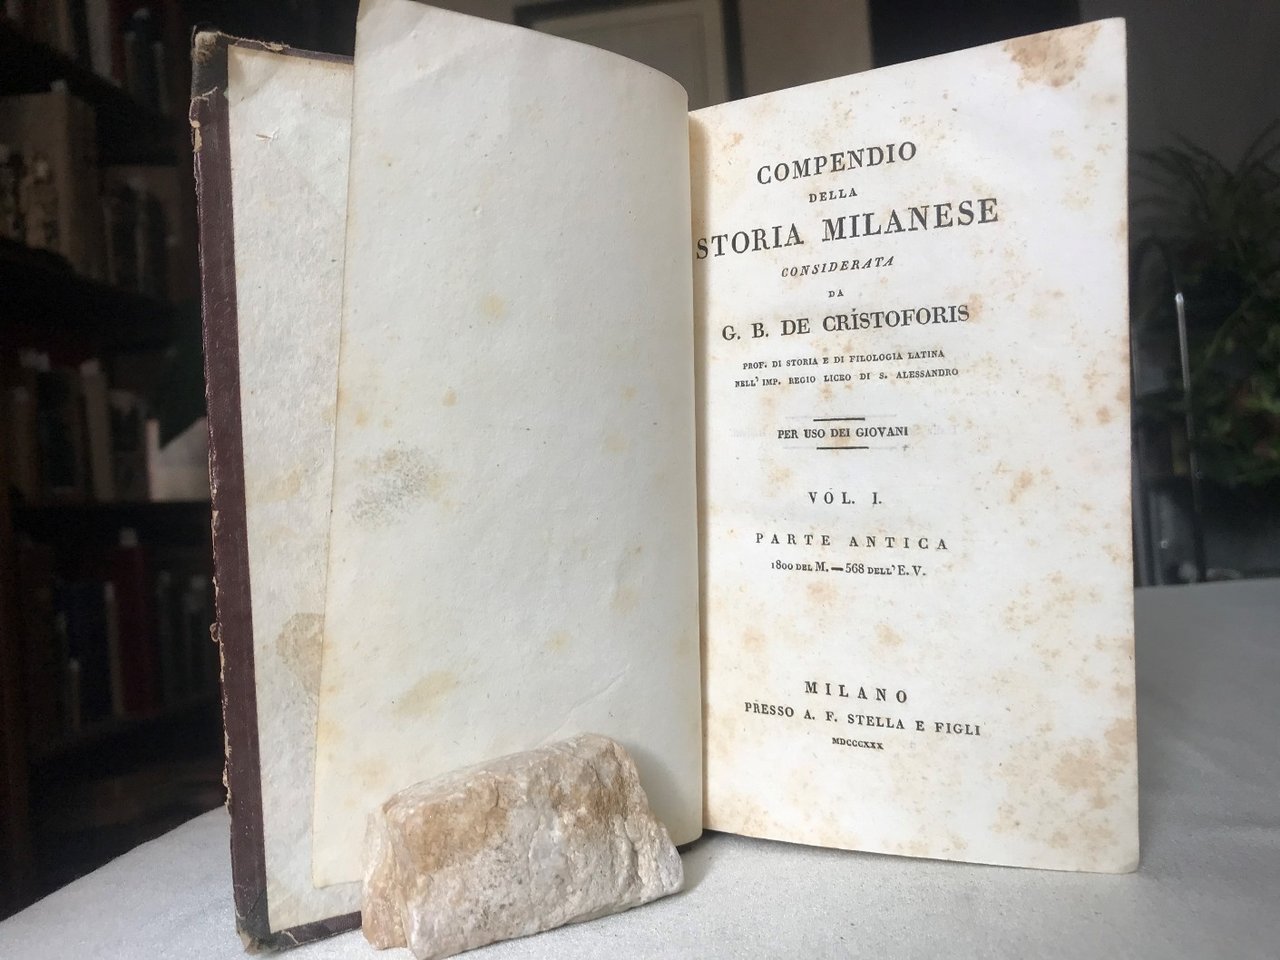 COMPENDIO
DELLA
STORIA MILANESE
CONSIDERATA
DA
G. B. DE CRISTOFORIS
PROF. DI STORIA E DI FILOLOGIA LATINA
NELL' IMP. REGIO LICEO DI S. ALESSANDRO
PER USO DEI GIOVANI
VOL. I.
PARTE ANTICA
1800 DEL M. — 568 DELL' E. V.
MILANO
PRESSO A. F. STELLA E FIGLI
MDCCCXXX